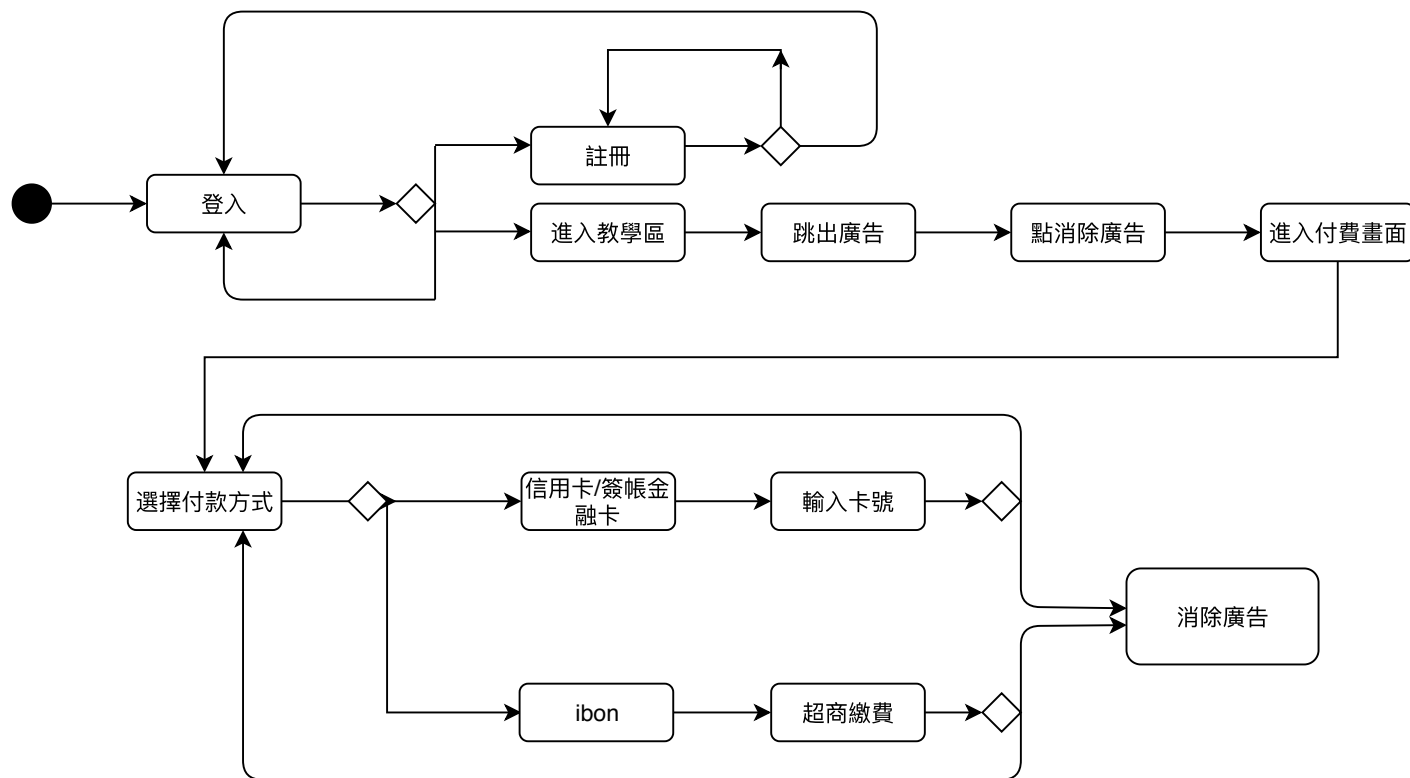 註冊
登入
進入教學區
跳出廣告
點消除廣告
進入付費畫面
選擇付款方式
信用卡/簽帳金
融卡
輸入卡號
消除廣告
ibon
超商繳費